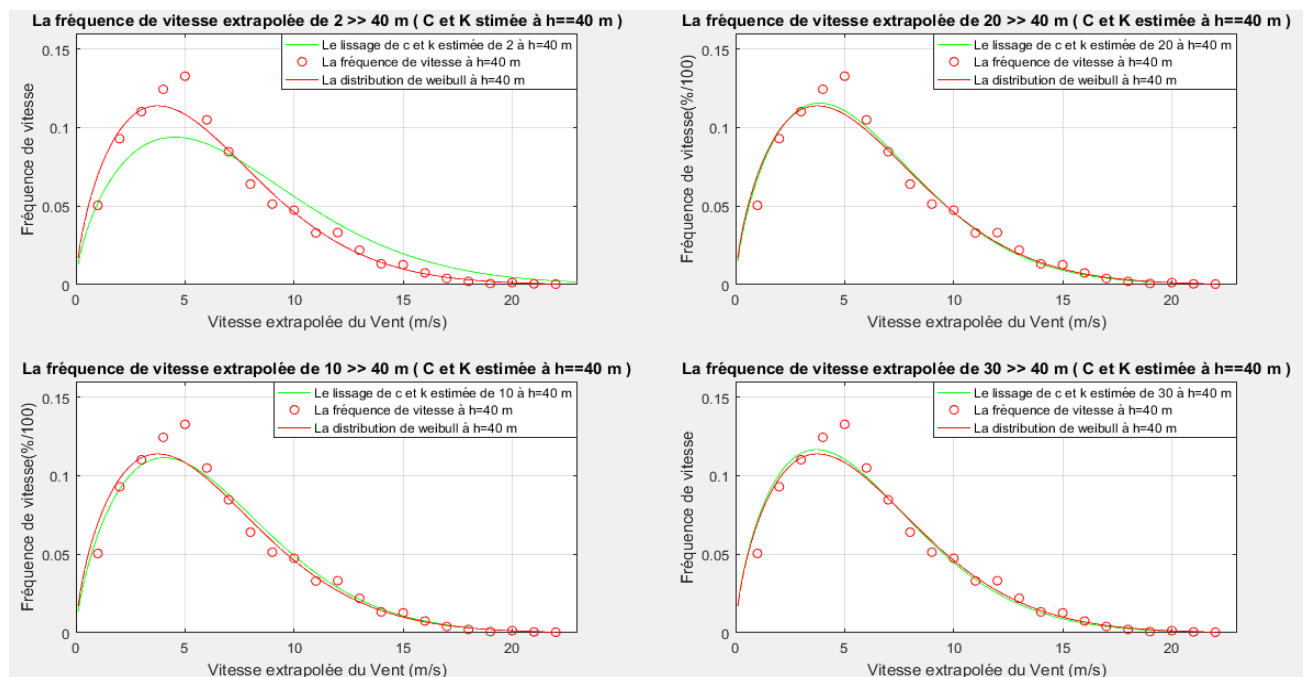 La fréquence de vitesse extrapolée de 2 >> 40 m ( C et K stimée à h==40 m )
Le lissage de c et k estimée de 2 à h=40 m
La fréquence de vitesse à h=40 m
La distribution de weibull à h=40 m
Fréquence de vitesse
0.15
0.1
0.05
0
0 5 10 15 20
Vitesse extrapolée du Vent (m/s)
La fréquence de vitesse extrapolée de 20 >> 40 m ( C et K estimée à h==40 m )
Le lissage de c et k estimée de 20 à h=40 m
La fréquence de vitesse à h=40 m
La distribution de weibull à h=40 m
Fréquence de vitesse(%/100)
0.15
0.1
0.05
0
0 5 10 15 20
Vitesse extrapolée du Vent (m/s)
La fréquence de vitesse extrapolée de 10 >> 40 m ( C et K estimée à h==40 m )
Le lissage de c et k estimée de 10 à h=40 m
La fréquence de vitesse à h=40 m
La distribution de weibull à h=40 m
Fréquence de vitesse(%/100)
0.15
0.1
0.05
0
0 5 10 15 20
Vitesse extrapolée du Vent (m/s)
La fréquence de vitesse extrapolée de 30 >> 40 m ( C et K estimée à h==40 m )
Le lissage de c et k estimée de 30 à h=40 m
La fréquence de vitesse à h=40 m
La distribution de weibull à h=40 m
Fréquence de vitesse
0.15
0.1
0.05
0
0 5 10 15 20
Vitesse extrapolée du Vent (m/s)